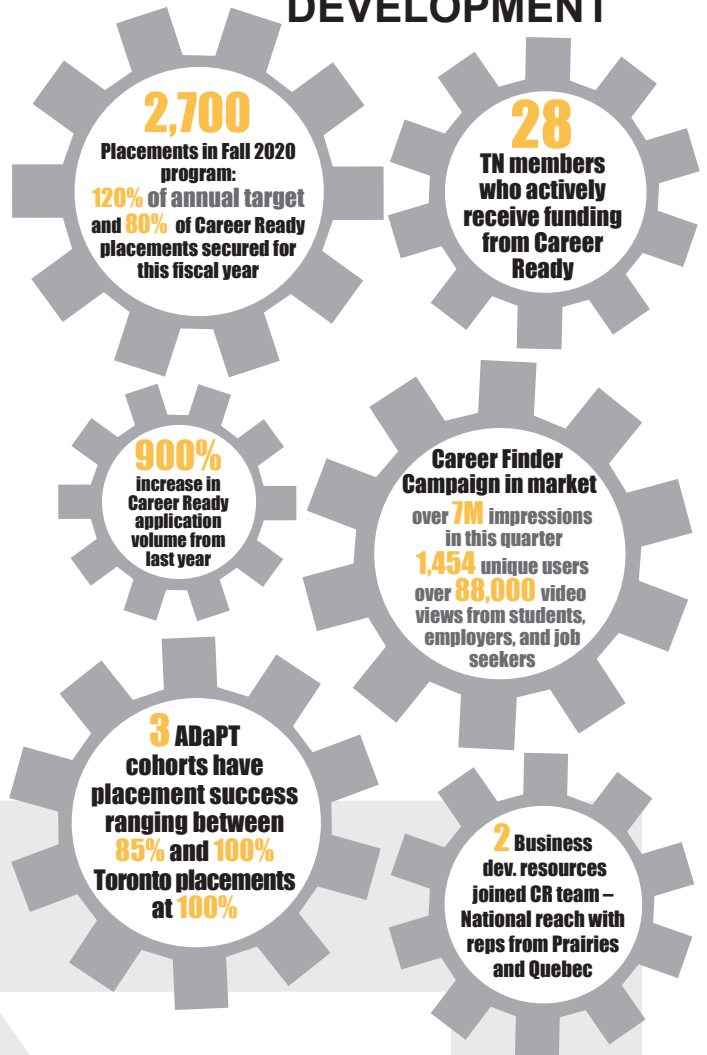 DEVELOPMENT
2,700
Placements in Fall 2020
program:
120% of annual target
and 80% of Career Ready
placements secured for
this fiscal year
28
TN members
who actively
receive funding
from Career
Ready
900%
increase in
Career Ready
application
volume from
last year
Career Finder
Campaign in market
over 7M impressions
in this quarter
1,454 unique users
over 88,000 video
views from students,
employers, and job
seekers
3 ADaPT
cohorts have
placement success
ranging between
85% and 100%
Toronto placements
at 100%
2 Business
dev. resources
joined CR team –
National reach with
reps from Prairies
and Quebec